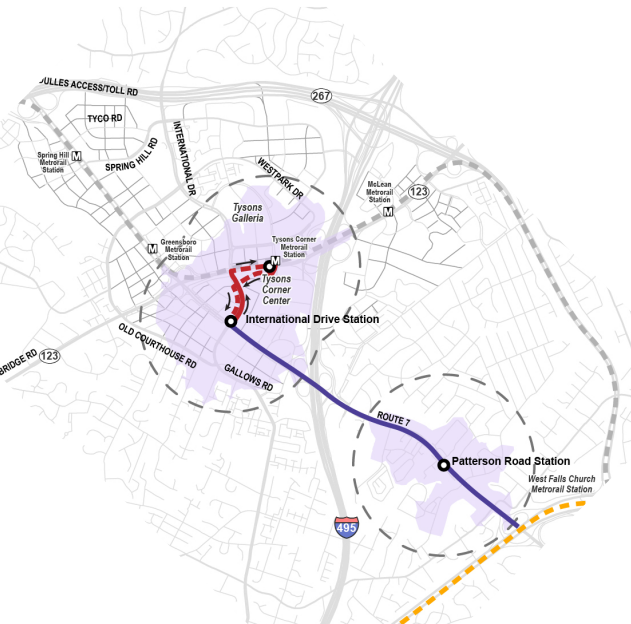 ULLES ACCESS/TOLL RD
267
TYCO RD
Spring Hill
Metrorail
Station
M
SPRING HILL RD
INTERNATIONAL DR
WESTPARK DR
McLean
Metrorail
Station
M
123
Tysons
Galleria
Greensboro
Metrorail
Station
M
Tysons Corner
Metrorail
Station
M
Tysons
Corner
Center
International Drive Station
OLD COURTHOUSE RD
BRIDGE RD
123
GALLOWS RD
ROUTE 7
Patterson Road Station
West Falls Church
Metrorail Station
495